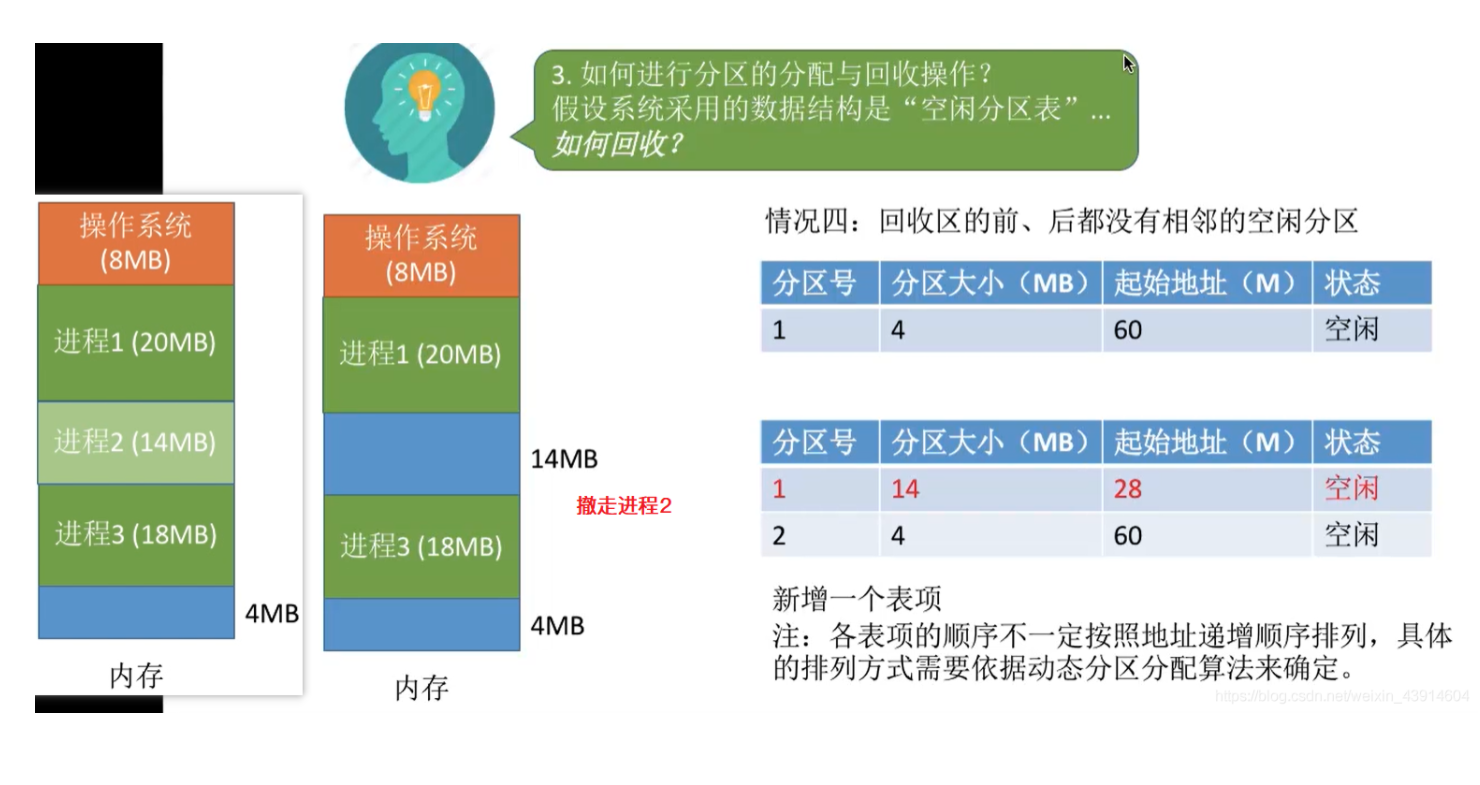 3. 如何进行分区的分配与回收操作？
假设系统采用的数据结构是“空闲分区表”...
如何回收？
操作系统
(8MB)
进程1 (20MB)
进程2 (14MB)
进程3 (18MB)
4MB
内存
操作系统
(8MB)
进程1 (20MB)
14MB
撤走进程2
进程3 (18MB)
4MB
内存
情况四：回收区的前、后都没有相邻的空闲分区
分区号 分区大小（MB） 起始地址（M） 状态
1 4 60 空闲
分区号 分区大小（MB） 起始地址（M） 状态
1 14 28 空闲
2 4 60 空闲
新增一个表项
注：各表项的顺序不一定按照地址递增顺序排列，具体
的排列方式需要依据动态分区分配算法来确定。
https://blog.csdn.net/weixin_43914604